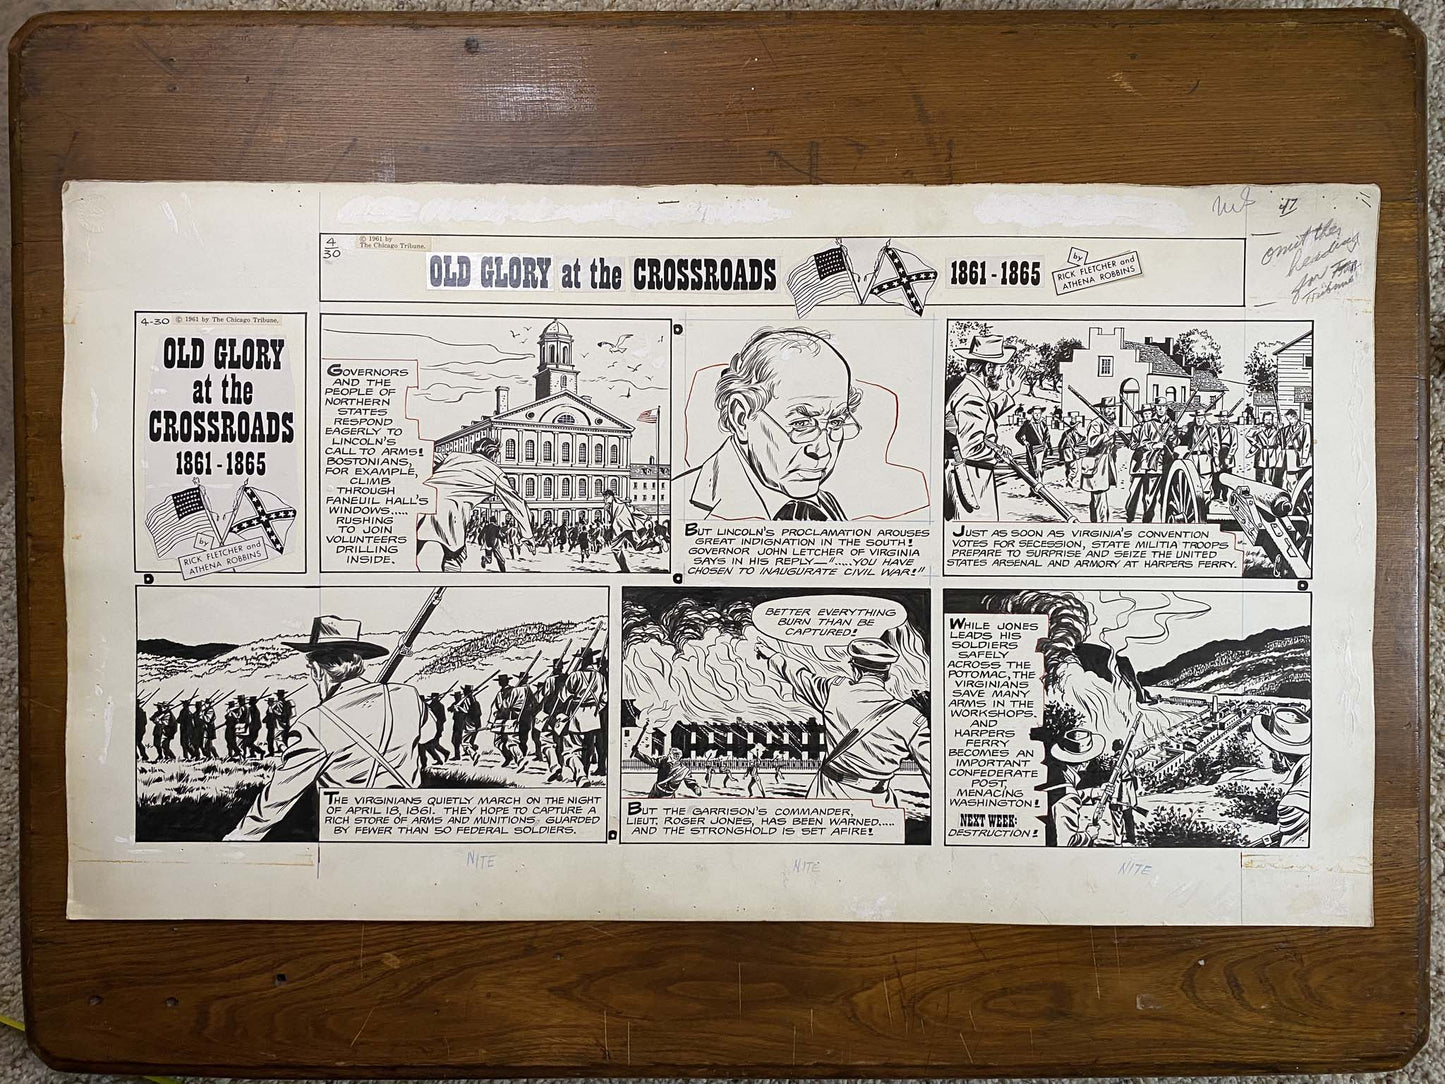 47
omit the
heading
for
Tribune
4
30
© 1961 by
The Chicago Tribune.
OLD GLORY at the CROSSROADS
1861-1865
by
RICK FLETCHER and
ATHENA ROBBINS
4-30 © 1961 by The Chicago Tribune.
OLD GLORY
at the
CROSSROADS
1861-1865
by
RICK FLETCHER and
ATHENA ROBBINS
GOVERNORS
AND THE
PEOPLE OF
NORTHERN
STATES
RESPOND
EAGERLY TO
LINCOLN'S
CALL TO ARMS!
BOSTONIANS,
FOR EXAMPLE,
CLIMB
THROUGH
FANEUIL HALL'S
WINDOWS.....
RUSHING
TO JOIN
VOLUNTEERS
DRILLING
INSIDE.
BUT LINCOLN'S PROCLAMATION AROUSES
GREAT INDIGNATION IN THE SOUTH!
GOVERNOR JOHN LETCHER OF VIRGINIA
SAYS IN HIS REPLY—".....YOU HAVE
CHOSEN TO INAUGURATE CIVIL WAR!"
JUST AS SOON AS VIRGINIA'S CONVENTION
VOTES FOR SECESSION, STATE MILITIA TROOPS
PREPARE TO SURPRISE AND SEIZE THE UNITED
STATES ARSENAL AND ARMORY AT HARPERS FERRY.
THE VIRGINIANS QUIETLY MARCH ON THE NIGHT
OF APRIL 18, 1861. THEY HOPE TO CAPTURE A
RICH STORE OF ARMS AND MUNITIONS GUARDED
BY FEWER THAN 50 FEDERAL SOLDIERS.
BETTER EVERYTHING
BURN THAN BE
CAPTURED!
BUT THE GARRISON'S COMMANDER,
LIEUT. ROGER JONES, HAS BEEN WARNED.....
AND THE STRONGHOLD IS SET AFIRE!
WHILE JONES
LEADS HIS
SOLDIERS
SAFELY
ACROSS THE
POTOMAC, THE
VIRGINIANS
SAVE MANY
ARMS IN THE
WORKSHOPS.
AND
HARPERS
FERRY
BECOMES AN
IMPORTANT
CONFEDERATE
POST,
MENACING
WASHINGTON!
NEXT WEEK:
DESTRUCTION!
NITE
NITE
NITE